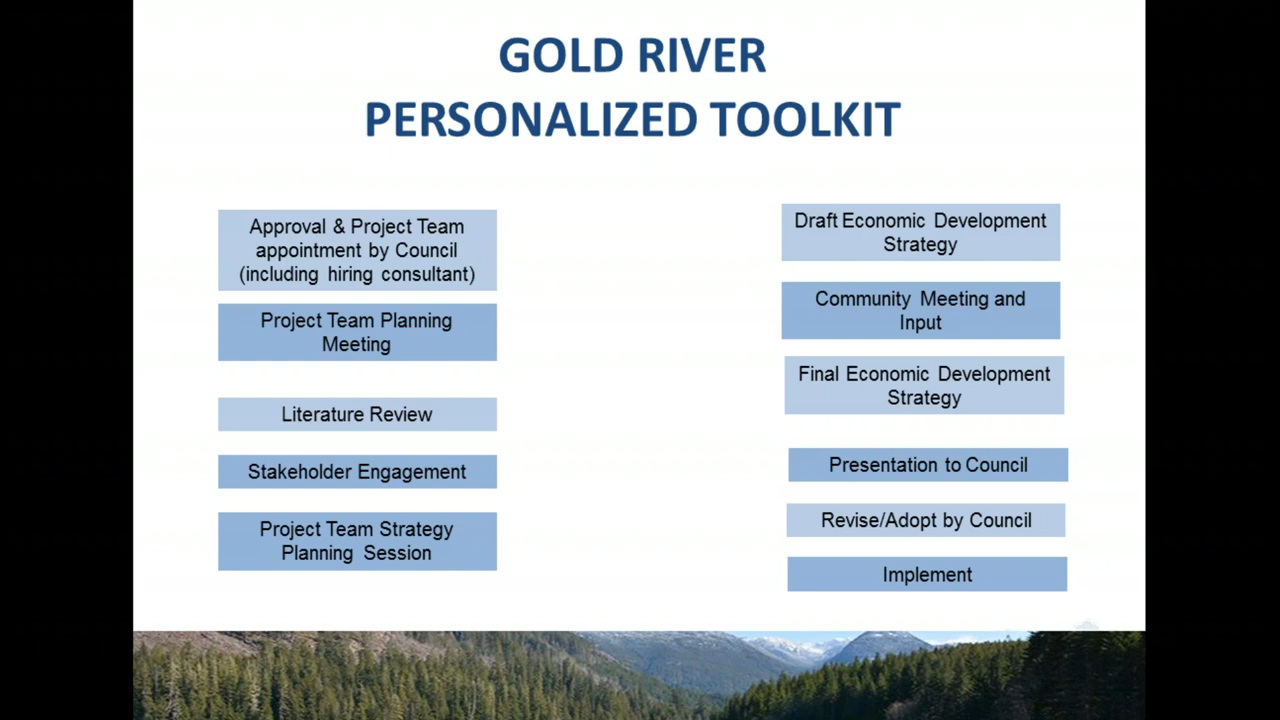 GOLD RIVER
PERSONALIZED TOOLKIT
Approval & Project Team
appointment by Council
(including hiring consultant)
Project Team Planning
Meeting
Literature Review
Stakeholder Engagement
Project Team Strategy
Planning Session
Draft Economic Development
Strategy
Community Meeting and
Input
Final Economic Development
Strategy
Presentation to Council
Revise/Adopt by Council
Implement